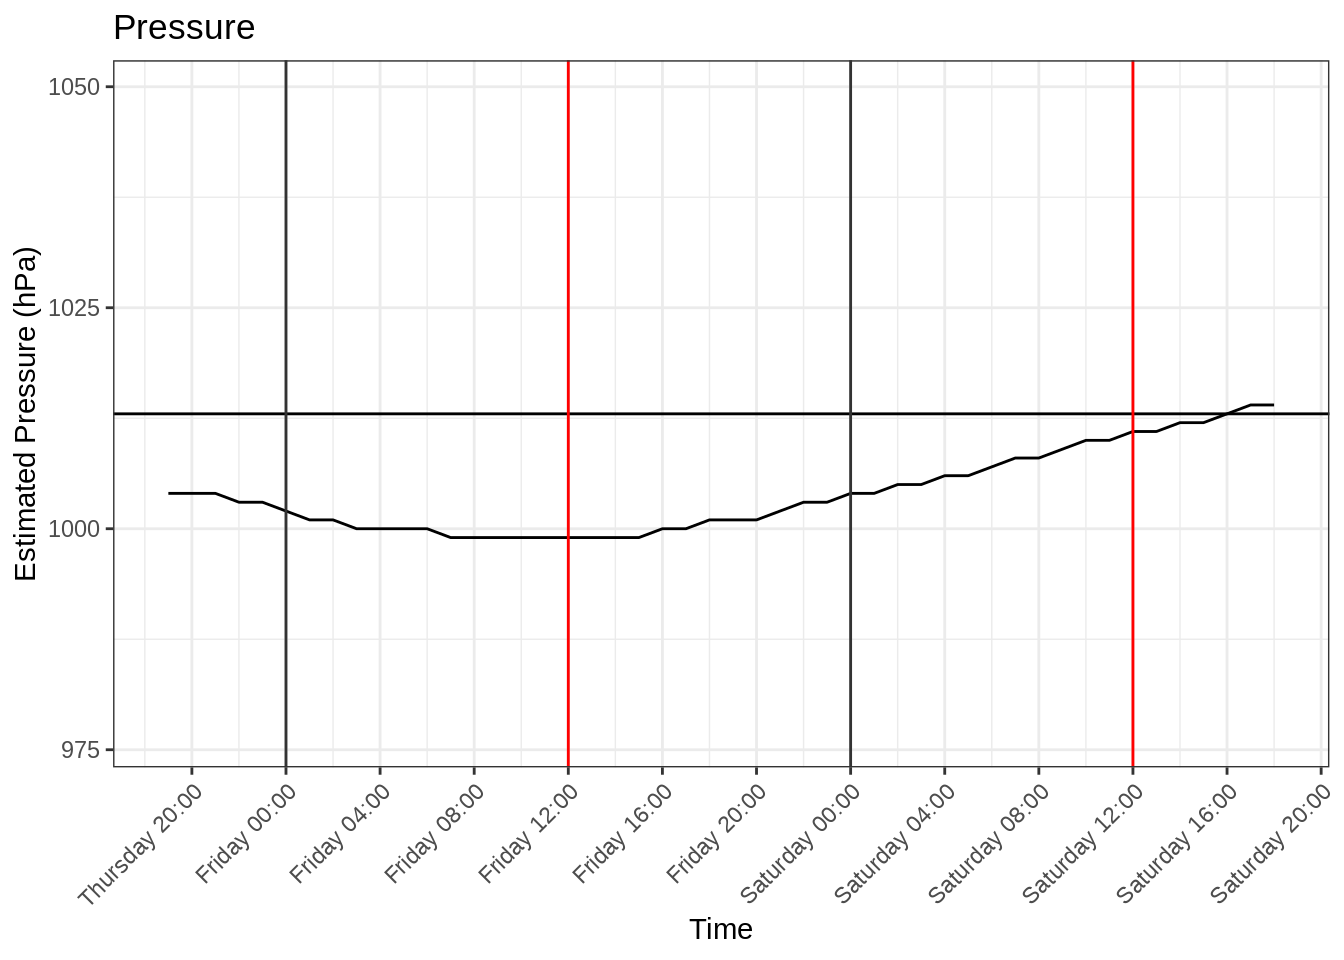 Pressure
Estimated Pressure (hPa)
1050
1025
1000
975
Thursday 20:00
Friday 00:00
Friday 04:00
Friday 08:00
Friday 12:00
Friday 16:00
Friday 20:00
Saturday 00:00
Saturday 04:00
Saturday 08:00
Saturday 12:00
Saturday 16:00
Saturday 20:00
Time